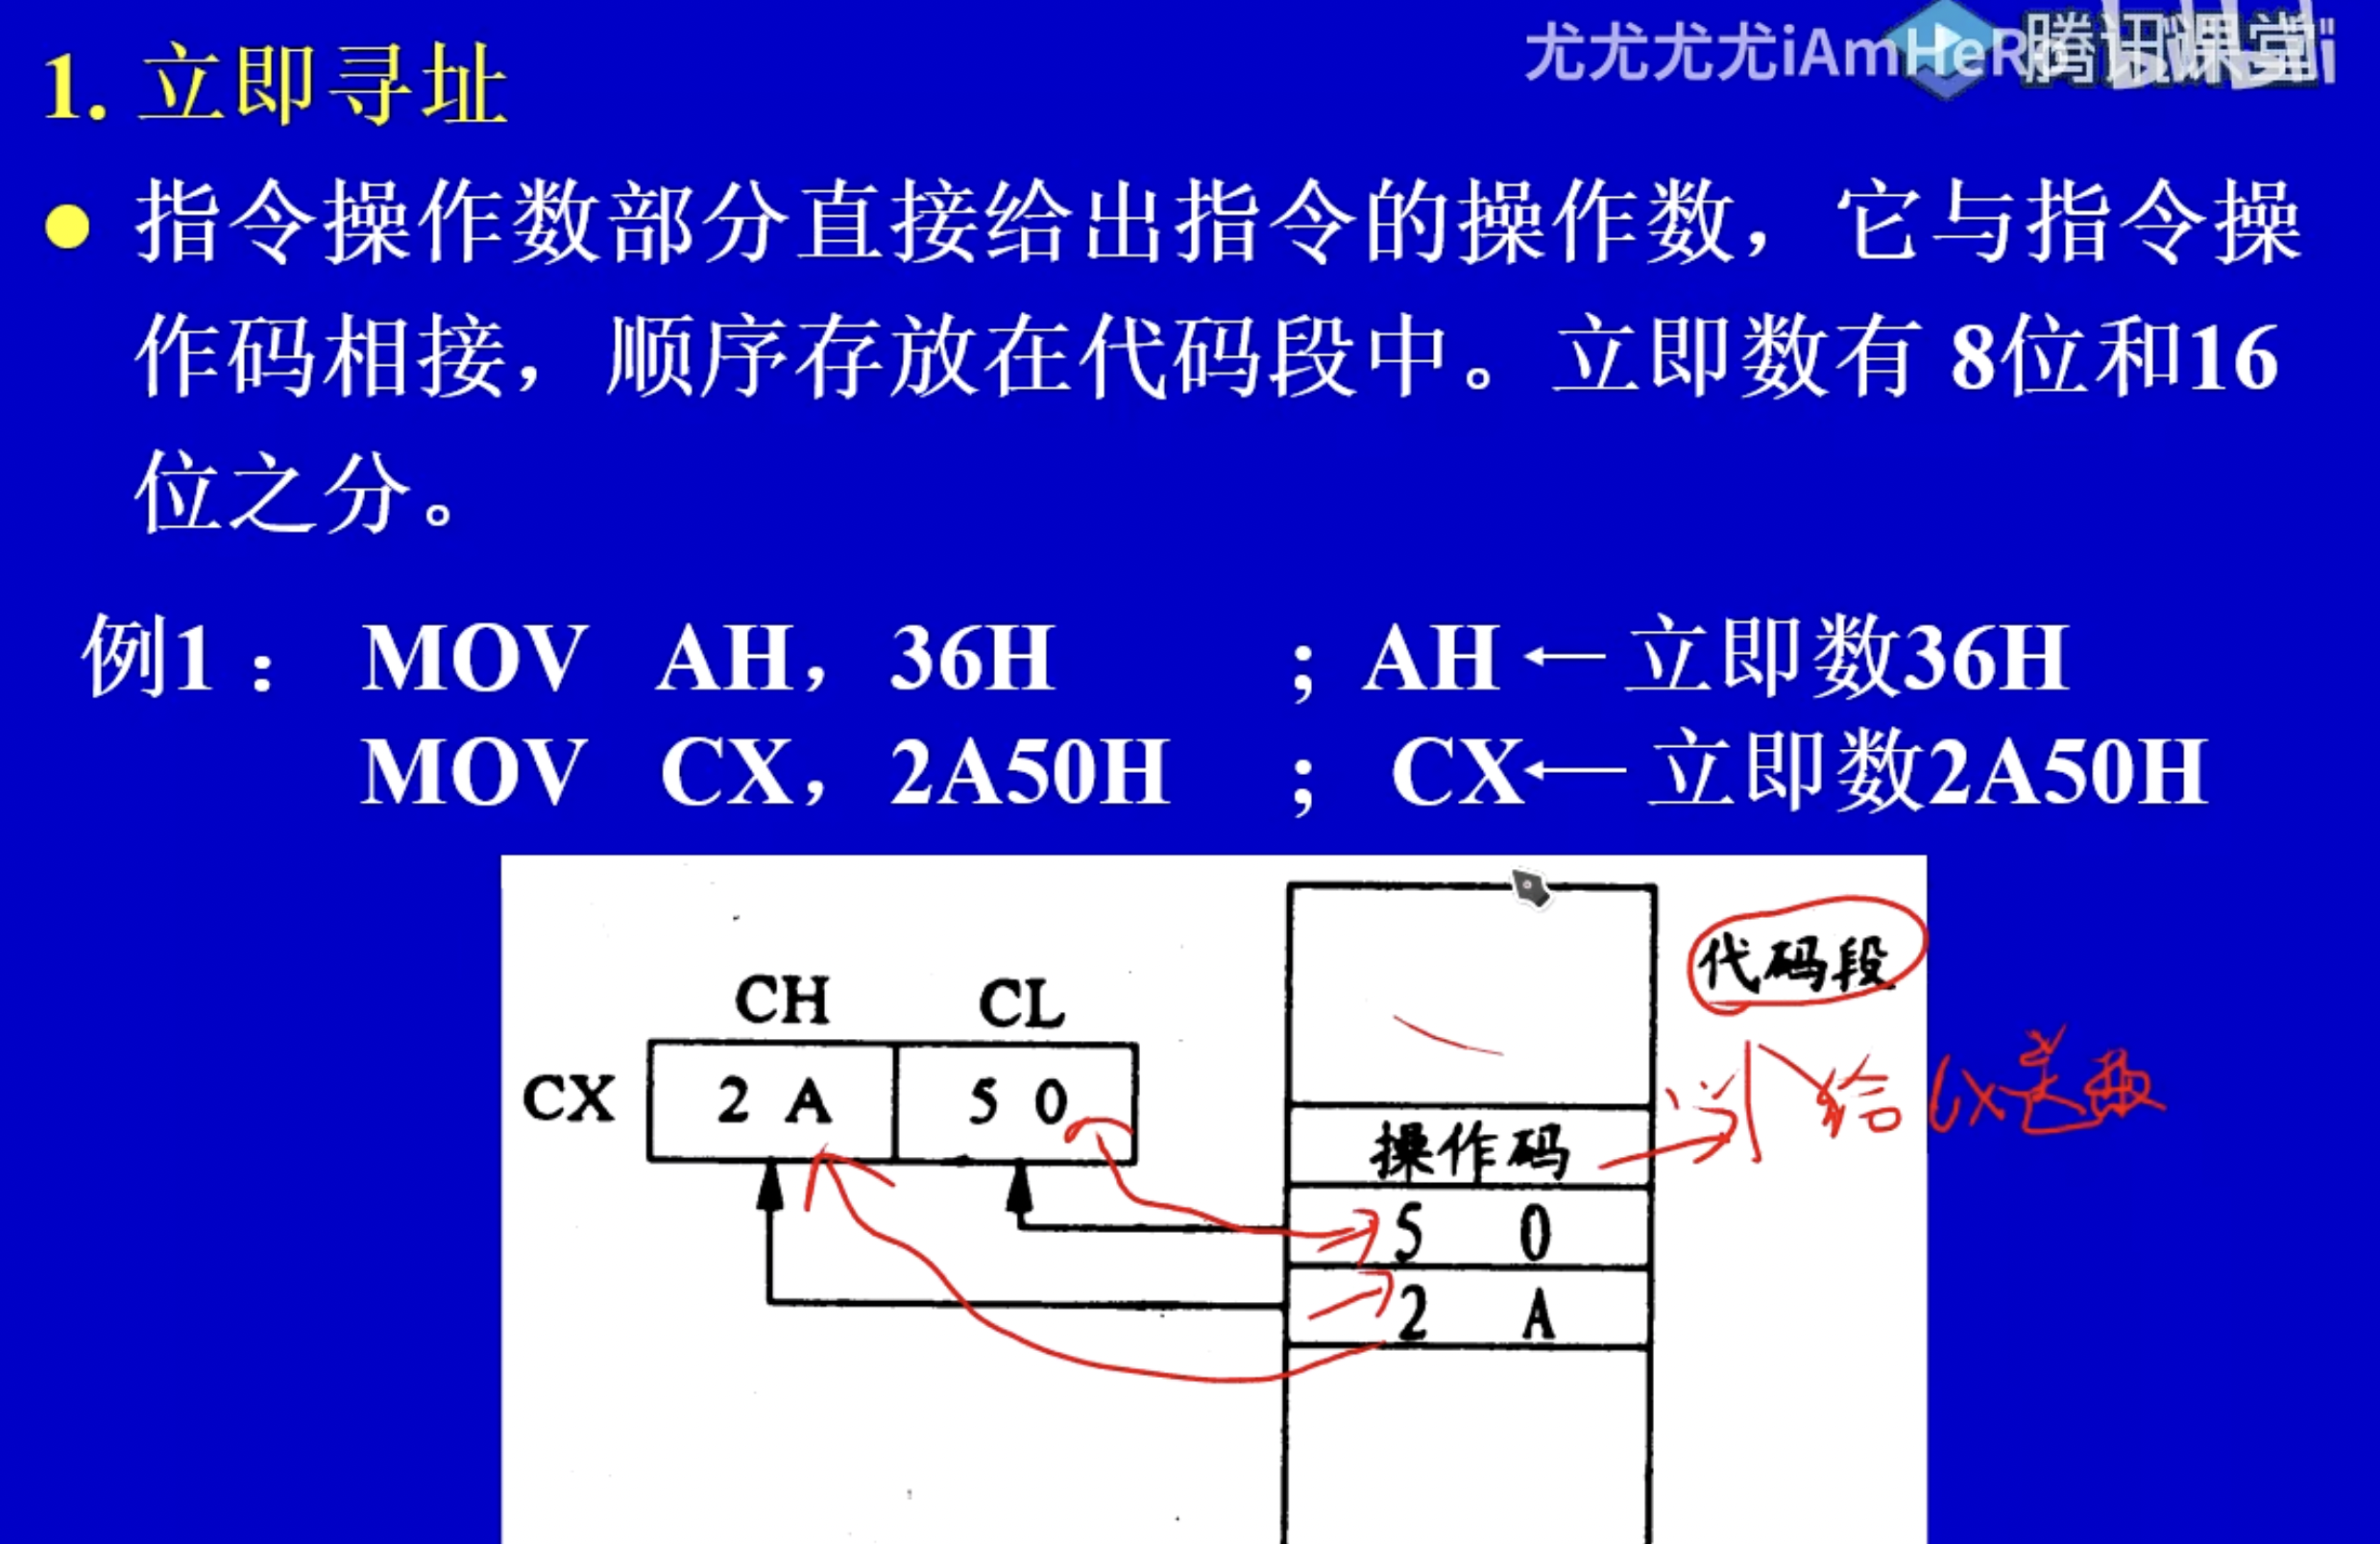 1. 立即寻址
尤尤尤尤iAmHeRo
腾讯课堂
指令操作数部分直接给出指令的操作数，它与指令操
作码相接，顺序存放在代码段中。立即数有 8位和16
位之分。
例1： MOV AH，36H ；AH ← 立即数36H
MOV CX，2A50H ； CX← 立即数2A50H
代码段
CH CL
CX 2 A 5 0
给CX送数
操作码
5 0
2 A